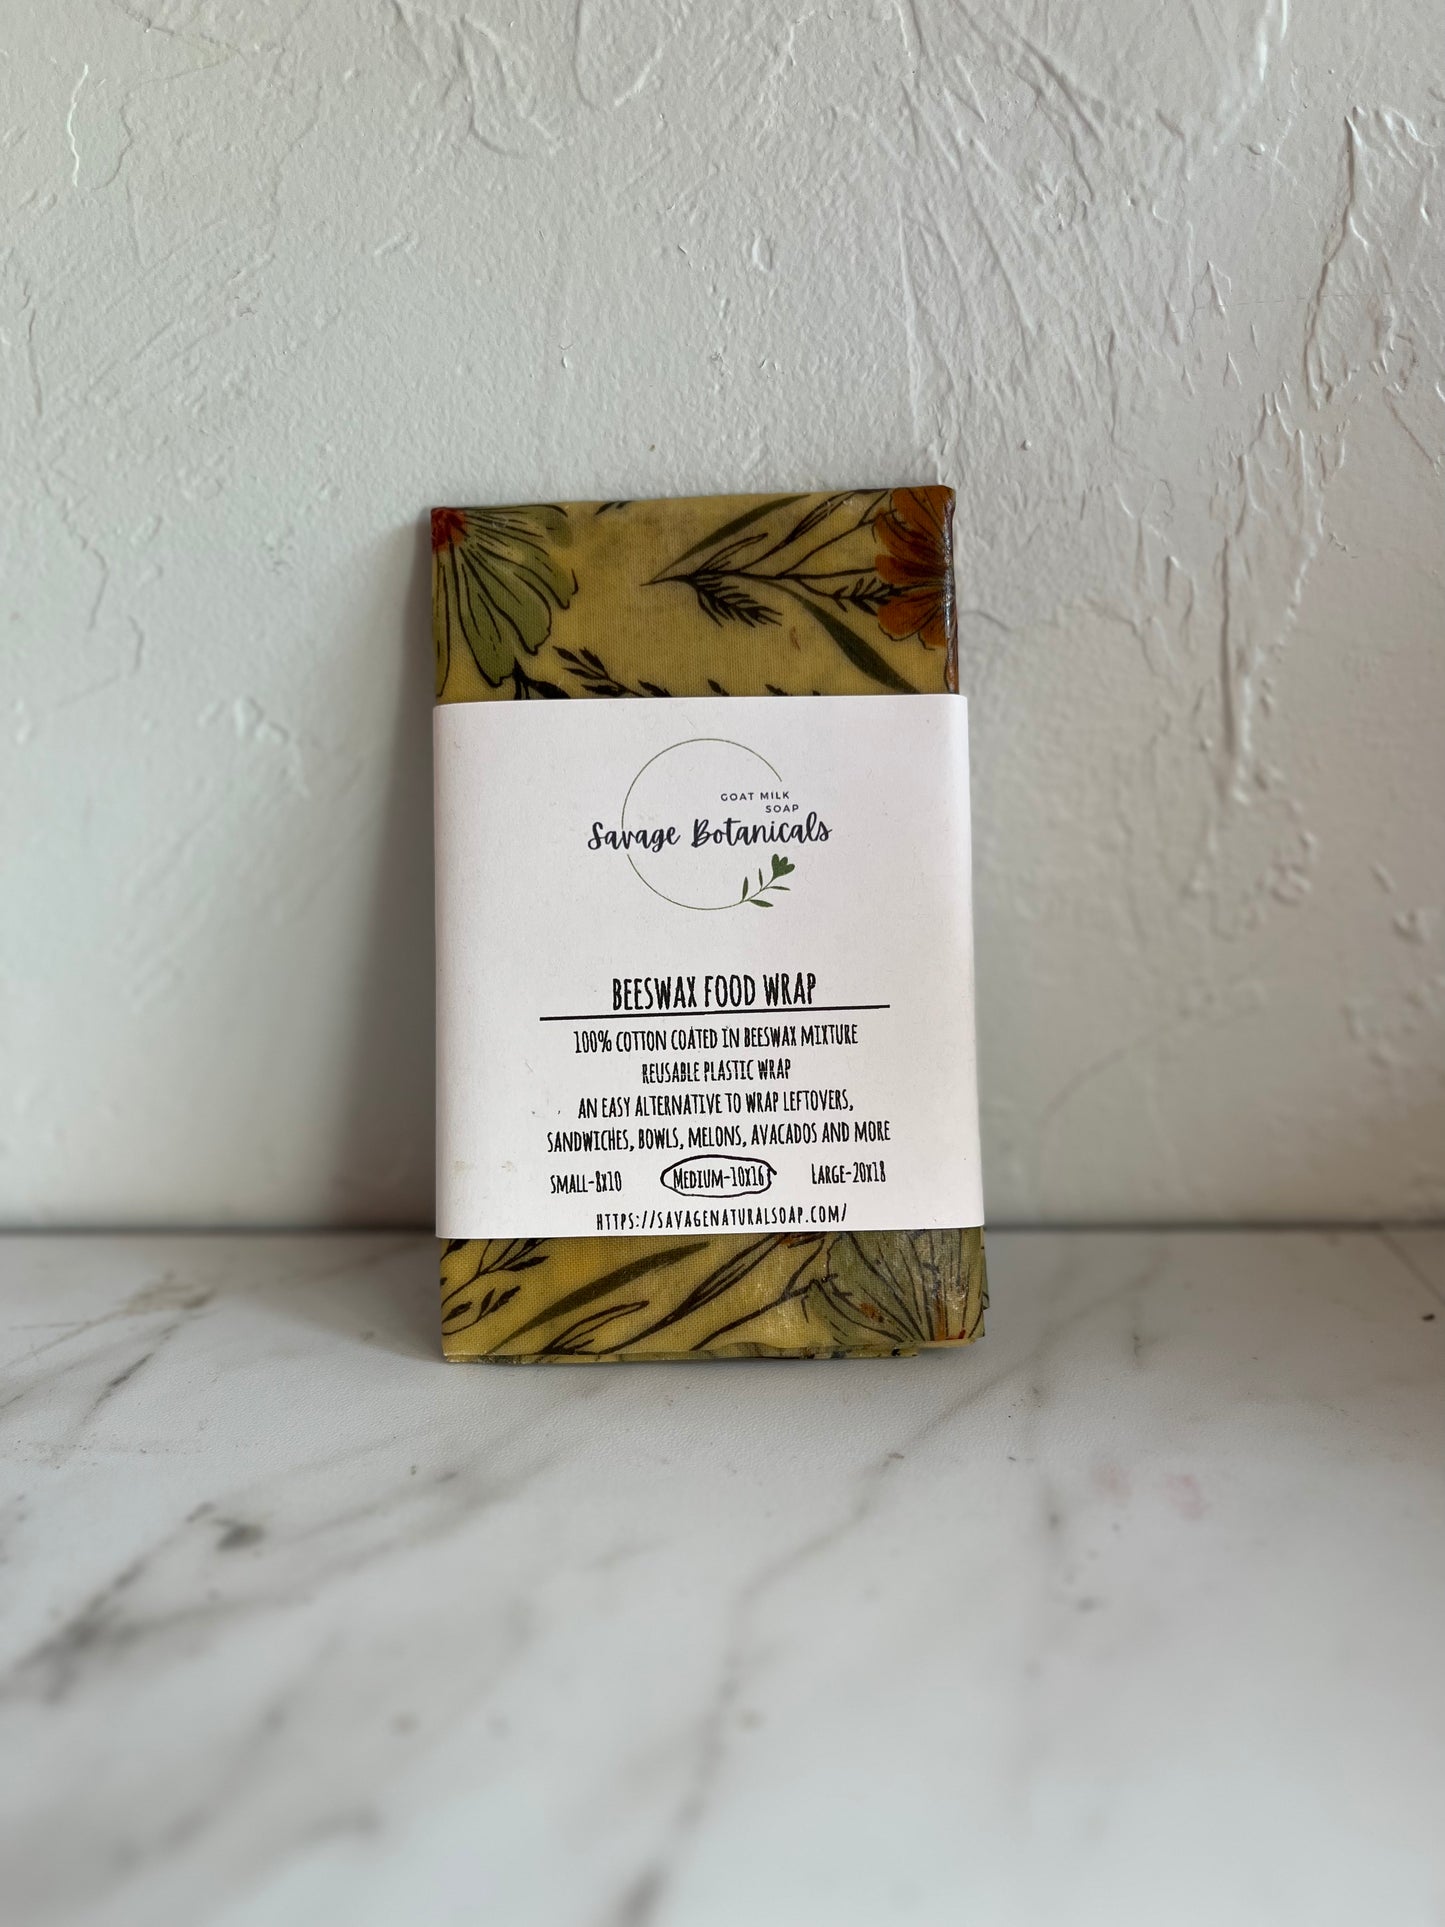 GOAT MILK
SOAP
Savage Botanicals
BEESWAX FOOD WRAP
100% COTTON COATED IN BEESWAX MIXTURE
REUSABLE PLASTIC WRAP
AN EASY ALTERNATIVE TO WRAP LEFTOVERS,
SANDWICHES, BOWLS, MELONS, AVACADOS AND MORE
SMALL-8X10 MEDIUM-10X16 LARGE-20X18
HTTPS://SAVAGENATURALSOAP.COM/